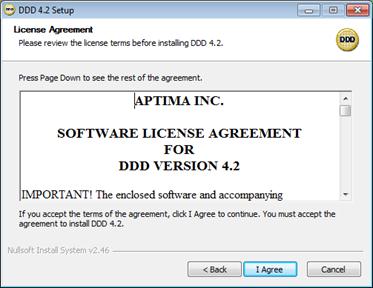 DDD 4.2 Setup
License Agreement
Please review the license terms before installing DDD 4.2.
DDD
Press Page Down to see the rest of the agreement.
APTIMA INC.
SOFTWARE LICENSE AGREEMENT
FOR
DDD VERSION 4.2
IMPORTANT! The enclosed software and accompanying
If you accept the terms of the agreement, click I Agree to continue. You must accept the
agreement to install DDD 4.2.
Nullsoft Install System v2.46
< Back
I Agree
Cancel